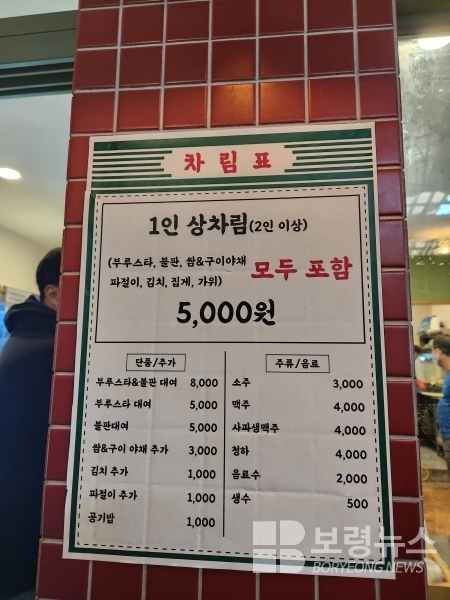 차림표
1인 상차림(2인 이상)
(부루스타, 불판, 쌈&구이야채
파절이, 김치, 집게, 가위)
모두 포함
5,000원
단품/추가
부루스타&불판 대여 8,000
부루스타 대여 5,000
불판대여 5,000
쌈&구이 야채 추가 3,000
김치 추가 1,000
파절이 추가 1,000
공기밥 1,000
주류/음료
소주 3,000
맥주 4,000
사파생맥주 4,000
청하 4,000
음료수 2,000
생수 500
보령뉴스
BORYEONG NEWS